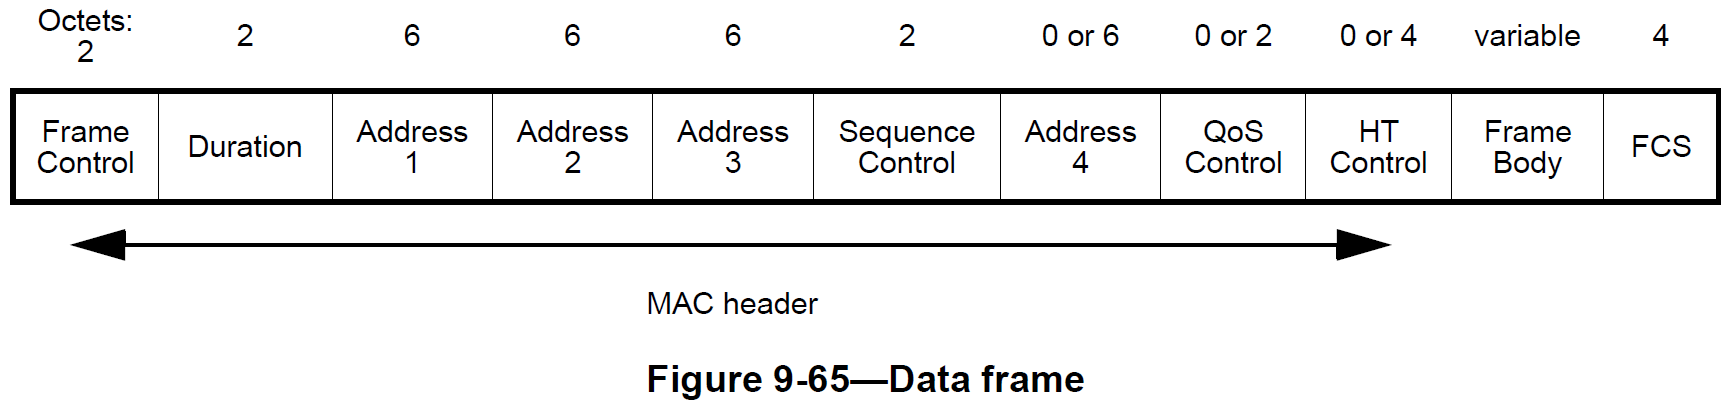 Octets:
2 2 6 6 6 2 0 or 6 0 or 2 0 or 4 variable 4
Frame Control Duration Address 1 Address 2 Address 3 Sequence Control Address 4 QoS Control HT Control Frame Body FCS
MAC header
Figure 9-65—Data frame